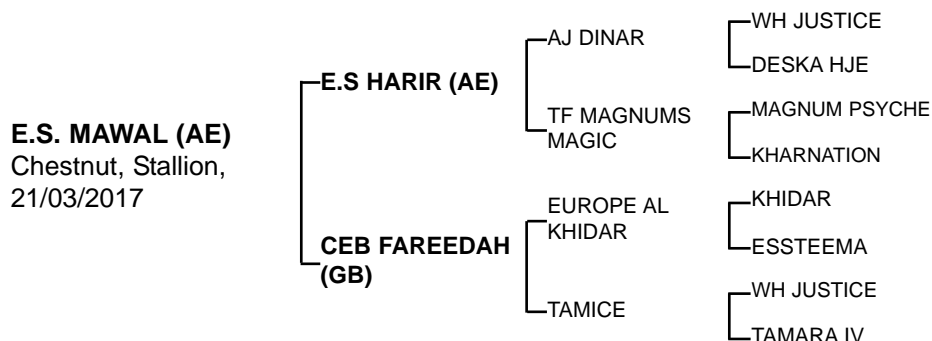 E.S. MAWAL (AE)
Chestnut, Stallion,
21/03/2017
E.S HARIR (AE)
CEB FAREEDAH
(GB)
AJ DINAR
TF MAGNUMS
MAGIC
EUROPE AL
KHIDAR
TAMICE
WH JUSTICE
DESKA HJE
MAGNUM PSYCHE
KHARNATION
KHIDAR
ESSTEEMA
WH JUSTICE
TAMARA IV